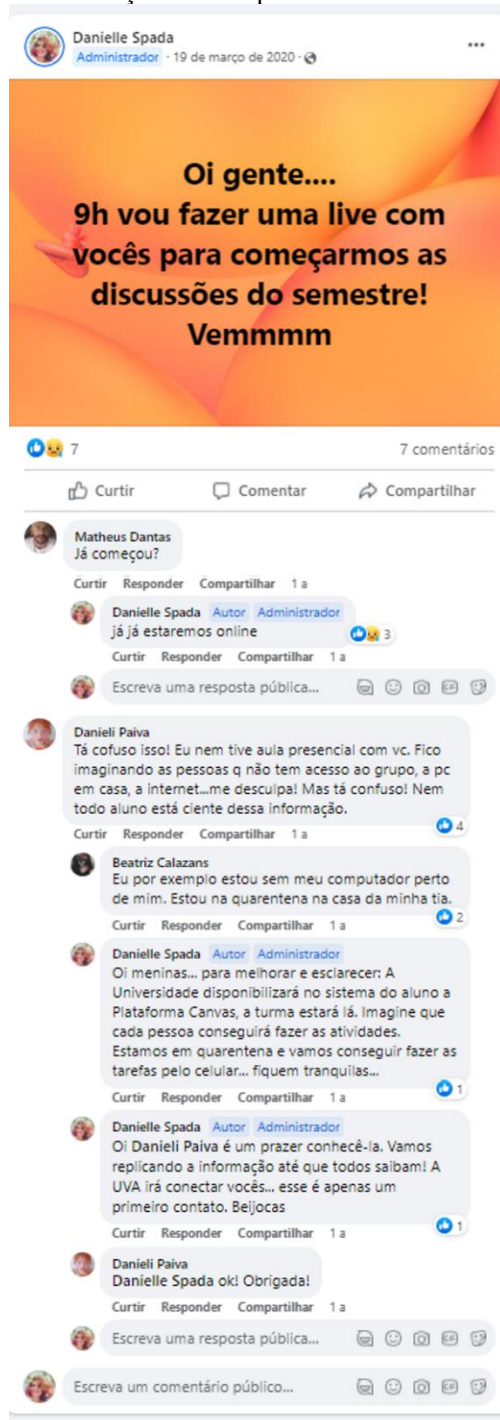 Danielle Spada
Administrador · 19 de março de 2020 ·
Oi gente....
9h vou fazer uma live com
vocês para começarmos as
discussões do semestre!
Vemmmm
7
7 comentários
Curtir Comentar Compartilhar
Matheus Dantas
Já começou?
Curtir Responder Compartilhar 1 a
Danielle Spada Autor Administrador
já já estaremos online
3
Curtir Responder Compartilhar 1 a
Escreva uma resposta pública...
Danieli Paiva
Tá cofuso isso! Eu nem tive aula presencial com vc. Fico
imaginando as pessoas q não tem acesso ao grupo, a pc
em casa, a internet...me desculpa! Mas tá confuso! Nem
todo aluno está ciente dessa informação.
4
Curtir Responder Compartilhar 1 a
Beatriz Calazans
Eu por exemplo estou sem meu computador perto
de mim. Estou na quarentena na casa da minha tia.
2
Curtir Responder Compartilhar 1 a
Danielle Spada Autor Administrador
Oi meninas... para melhorar e esclarecer: A
Universidade disponibilizará no sistema do aluno a
Plataforma Canvas, a turma estará lá. Imagine que
cada pessoa conseguirá fazer as atividades.
Estamos em quarentena e vamos conseguir fazer as
tarefas pelo celular... fiquem tranquilas...
1
Curtir Responder Compartilhar 1 a
Danielle Spada Autor Administrador
Oi Danieli Paiva é um prazer conhecê-la. Vamos
replicando a informação até que todos saibam! A
UVA irá conectar vocês... esse é apenas um
primeiro contato. Beijocas
1
Curtir Responder Compartilhar 1 a
Danieli Paiva
Danielle Spada ok! Obrigada!
Curtir Responder Compartilhar 1 a
Escreva uma resposta pública...
Escreva um comentário público...